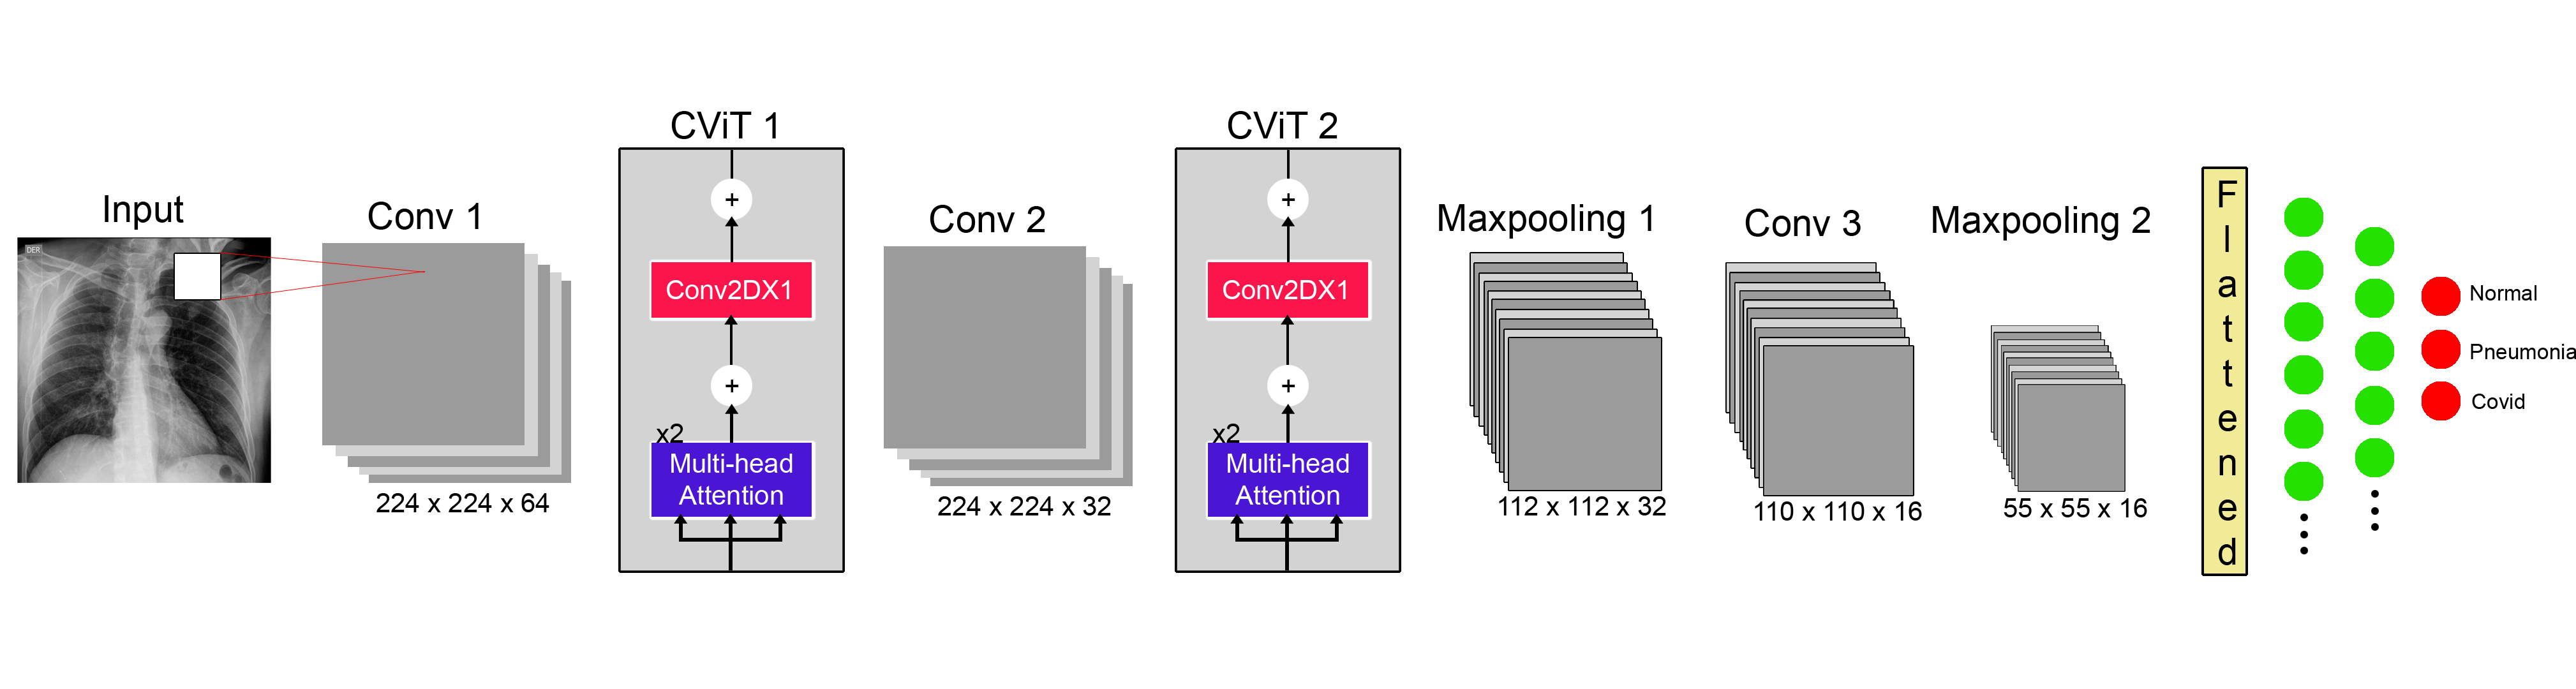 Input
DER
Conv 1
224 x 224 x 64
CViT 1
+
Conv2DX1
+
x2
Multi-head
Attention
Conv 2
224 x 224 x 32
CViT 2
+
Conv2DX1
+
x2
Multi-head
Attention
Maxpooling 1
112 x 112 x 32
Conv 3
110 x 110 x 16
Maxpooling 2
55 x 55 x 16
Flattened
Normal
Pneumonia
Covid